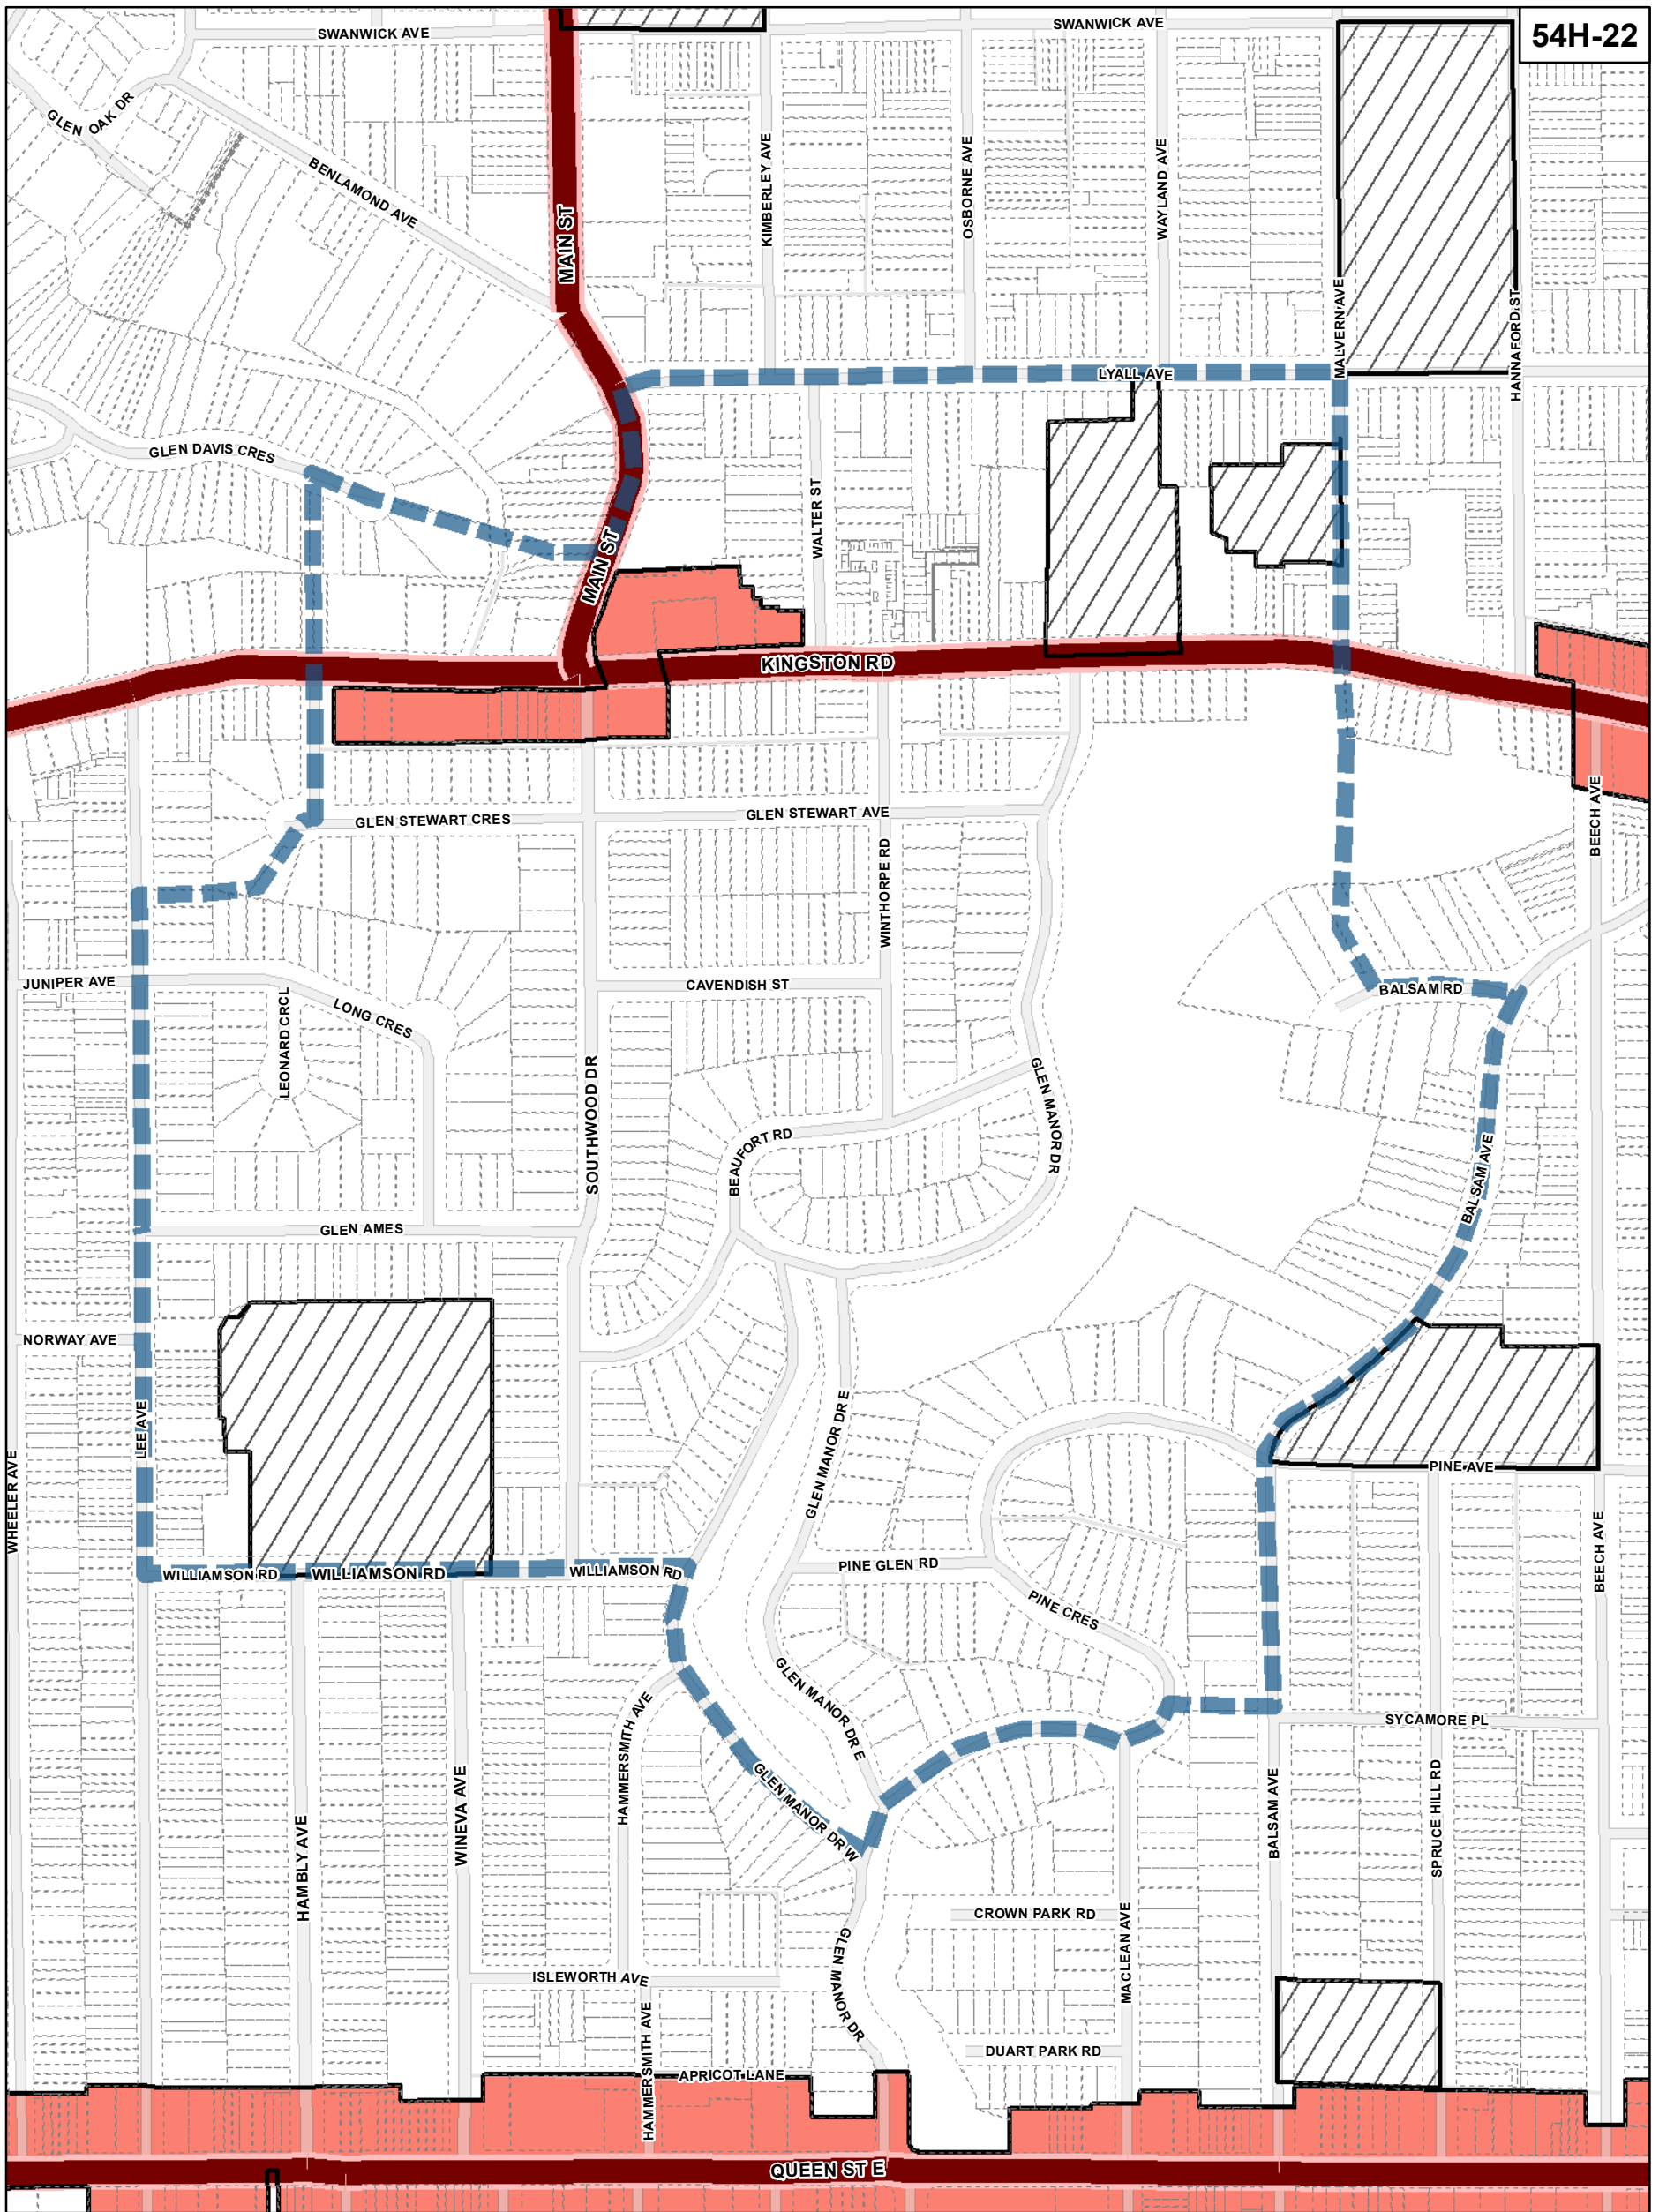 SWANWICK AVE
SWANWICK AVE
54H-22
GLEN OAK DR
BENLAMOND AVE
MAIN ST
KIMBERLEY AVE
OSBORNE AVE
WAYLAND AVE
MALVERN AVE
HANNAFORD ST
LYALL AVE
GLEN DAVIS CRES
WALTER ST
MAIN ST
KINGSTON RD
BEECH AVE
GLEN STEWART CRES
GLEN STEWART AVE
WINTHORPE RD
JUNIPER AVE
LEONARD CRCL
LONG CRES
CAVENDISH ST
BALSAM RD
SOUTHWOOD DR
BEAUFORT RD
GLEN MANOR DR
BALSAM AVE
GLEN AMES
NORWAY AVE
LEE AVE
WHEELER AVE
GLEN MANOR DR E
PINE AVE
BEECH AVE
WILLIAMSON RD
WILLIAMSON RD
WILLIAMSON RD
PINE GLEN RD
PINE CRES
GLEN MANOR DR E
HAMMERSMITH AVE
SYCAMORE PL
GLEN MANOR DR W
HAMBLY AVE
WINEVA AVE
BALSAM AVE
SPRUCE HILL RD
CROWN PARK RD
MACLEAN AVE
GLEN MANOR DR
ISLEWORTH AVE
HAMMERSMITH AVE
DUART PARK RD
APRICOT LANE
QUEEN ST E